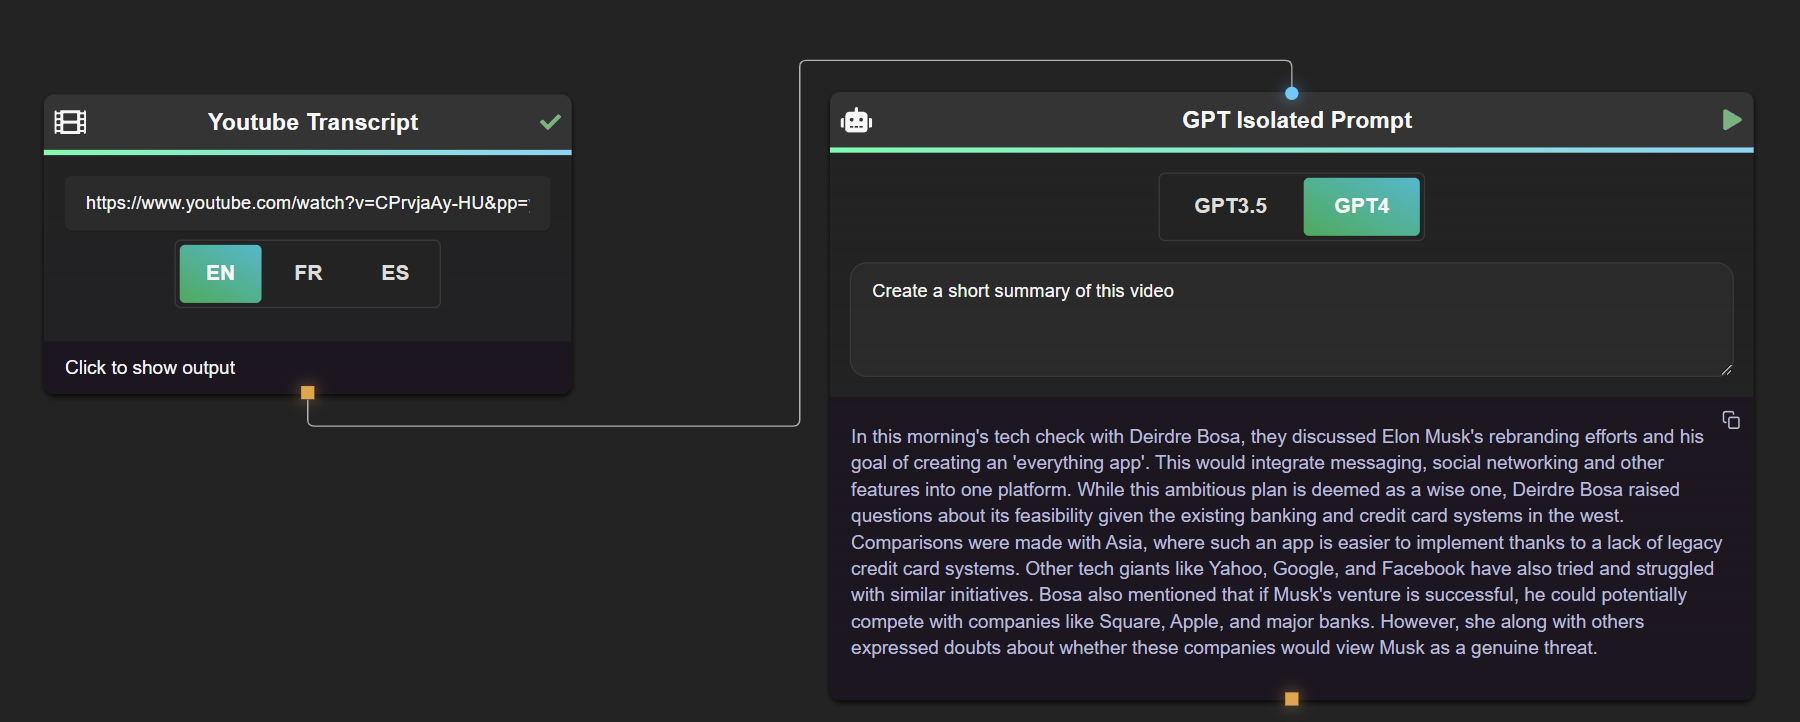 Youtube Transcript
https://www.youtube.com/watch?v=CPrvjaAy-HU&pp=
EN FR ES
Click to show output
GPT Isolated Prompt
GPT3.5 GPT4
Create a short summary of this video
In this morning's tech check with Deirdre Bosa, they discussed Elon Musk's rebranding efforts and his
goal of creating an 'everything app'. This would integrate messaging, social networking and other
features into one platform. While this ambitious plan is deemed as a wise one, Deirdre Bosa raised
questions about its feasibility given the existing banking and credit card systems in the west.
Comparisons were made with Asia, where such an app is easier to implement thanks to a lack of legacy
credit card systems. Other tech giants like Yahoo, Google, and Facebook have also tried and struggled
with similar initiatives. Bosa also mentioned that if Musk's venture is successful, he could potentially
compete with companies like Square, Apple, and major banks. However, she along with others
expressed doubts about whether these companies would view Musk as a genuine threat.